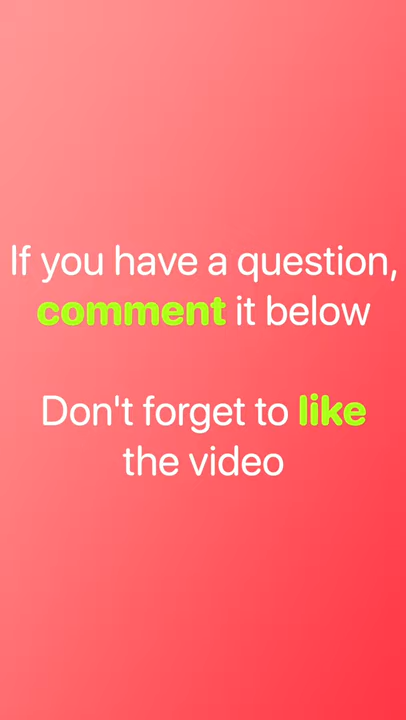 If you have a question,
comment it below
Don't forget to like
the video